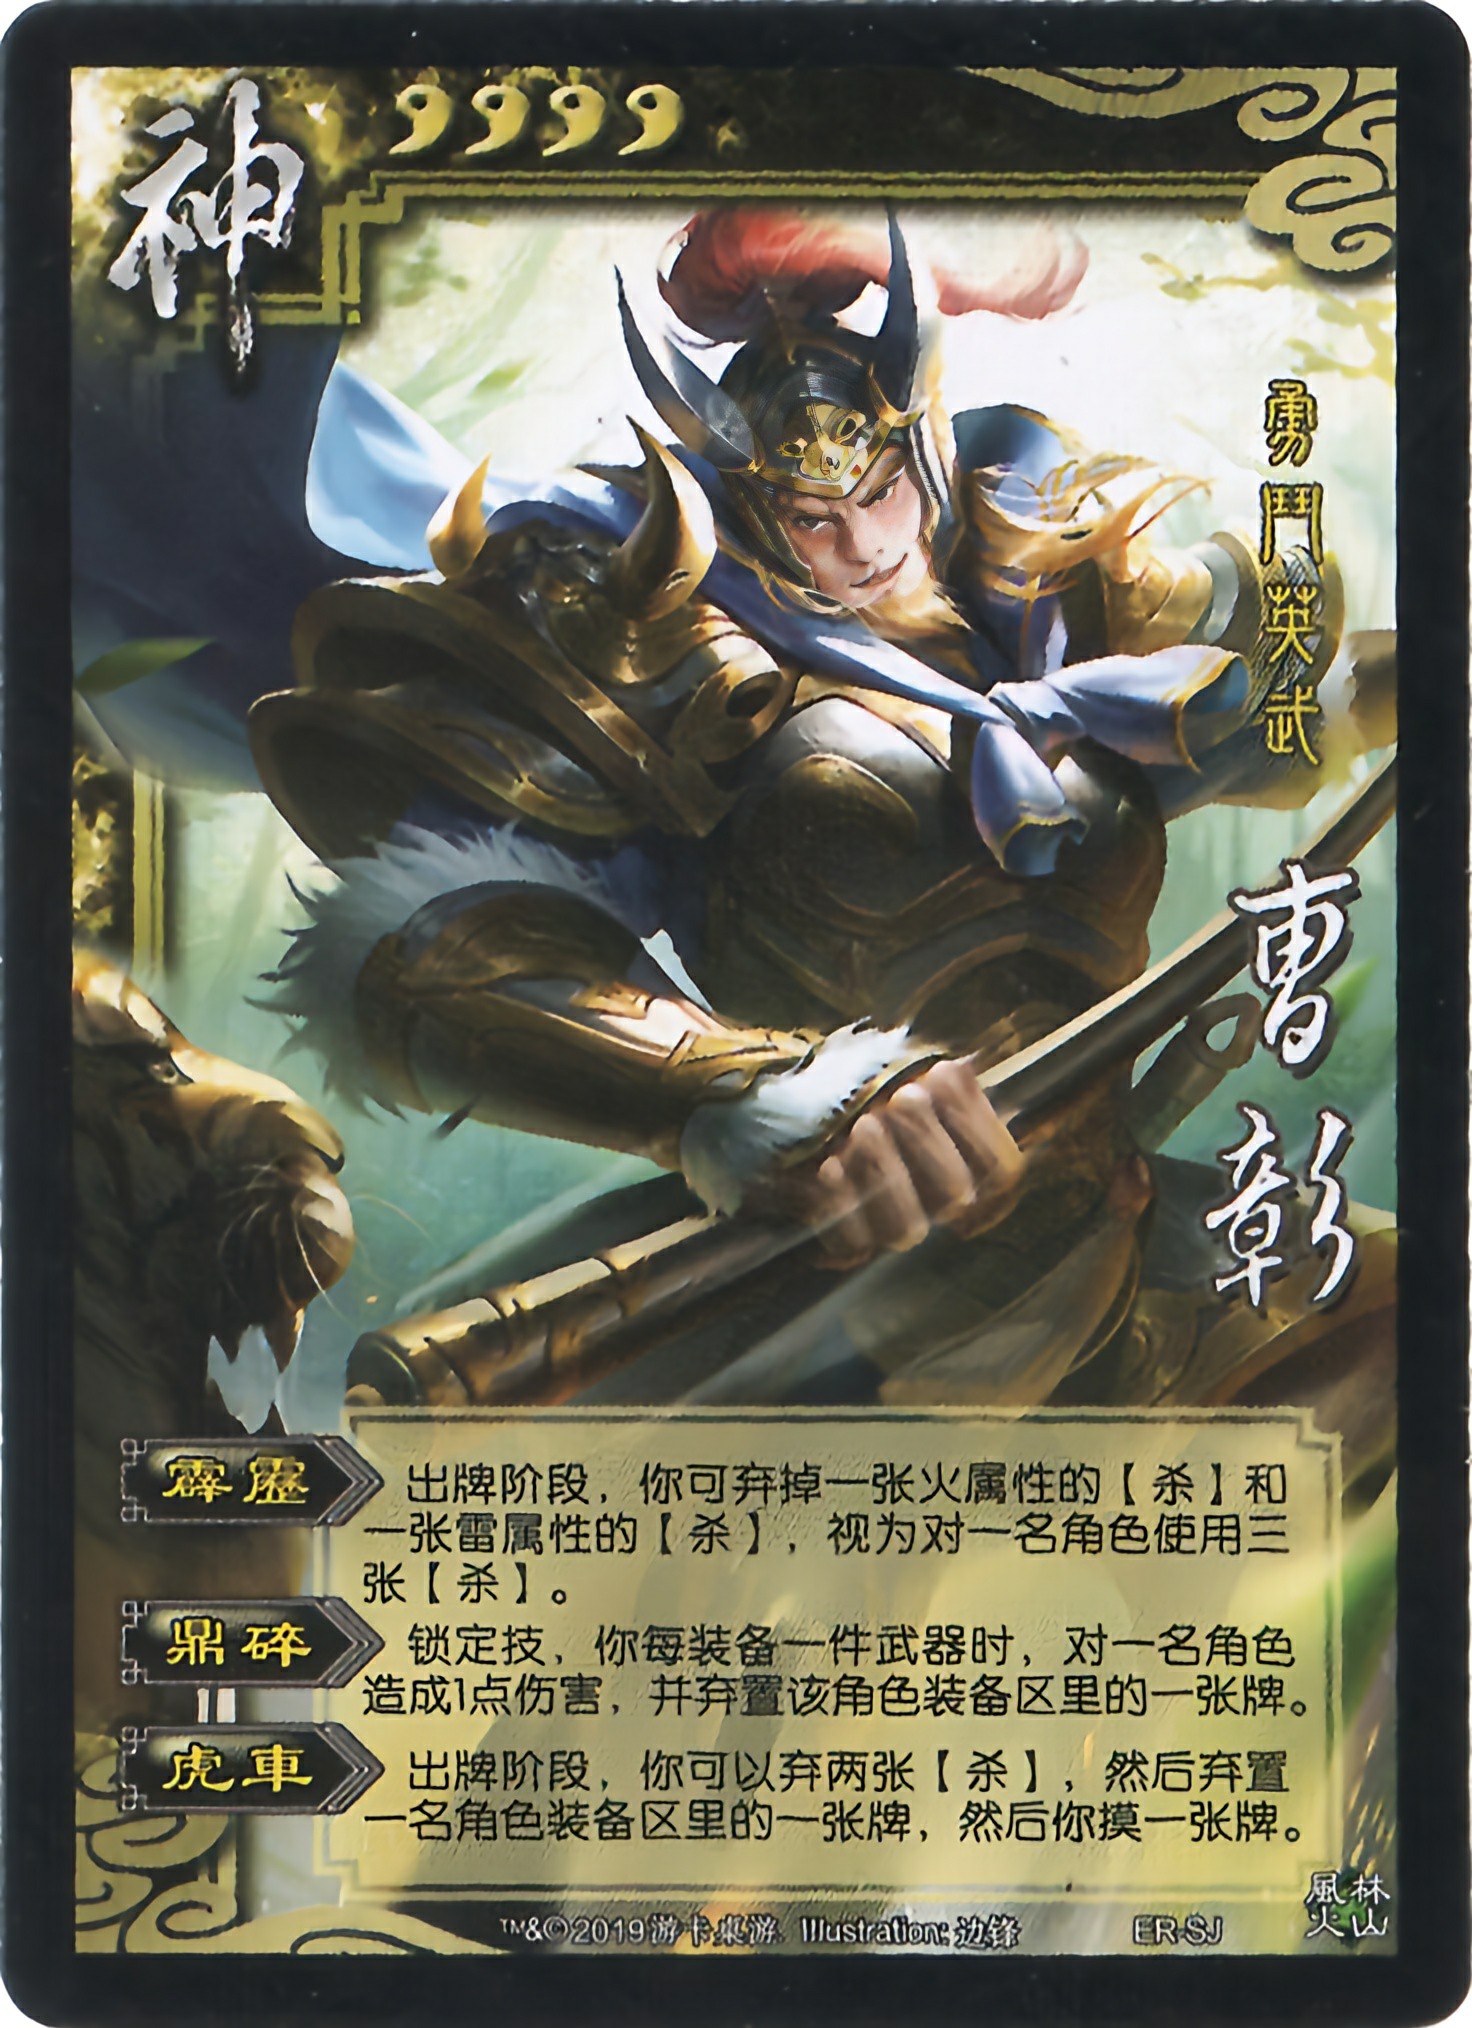 神
勇鬥英武
曹彰
霹靂
出牌阶段，你可弃掉一张火属性的【杀】和
一张雷属性的【杀】，视为对一名角色使用三
张【杀】。
鼎碎
锁定技，你每装备一件武器时，对一名角色
造成1点伤害，并弃置该角色装备区里的一张牌。
虎車
出牌阶段，你可以弃两张【杀】，然后弃置
一名角色装备区里的一张牌，然后你摸一张牌。
™&©2019游卡桌游. Illustration: 边锋 ER-SJ
風林
火山